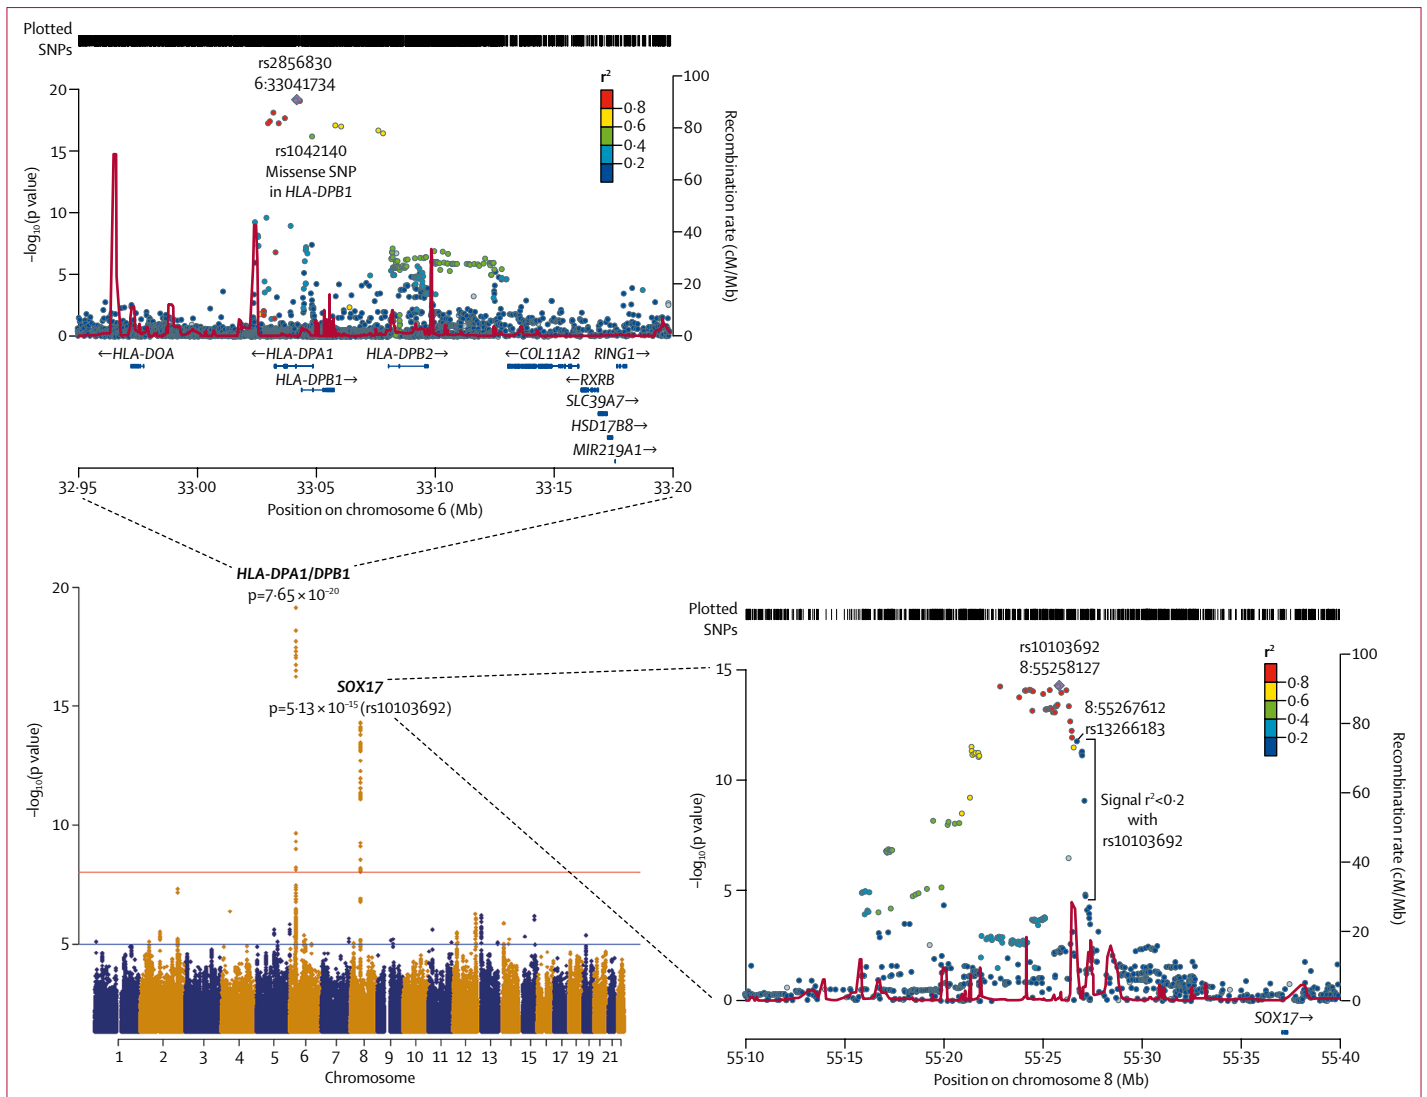 Plotted
SNPs
rs2856830
6:33041734
r²
0·8
0·6
0·4
0·2
20
15
10
5
0
–log₁₀(p value)
100
80
60
40
20
0
Recombination rate (cM/Mb)
rs1042140
Missense SNP
in HLA-DPB1
←HLA-DOA
←HLA-DPA1
HLA-DPB2→
←COL11A2
RING1→
HLA-DPB1→
←RXRB
SLC39A7→
HSD17B8→
MIR219A1→
32·95
33·00
33·05
33·10
33·15
33·20
Position on chromosome 6 (Mb)
HLA-DPA1/DPB1
p=7·65 × 10⁻²⁰
SOX17
p=5·13 × 10⁻¹⁵ (rs10103692)
20
15
10
5
–log₁₀(p value)
1 2 3 4 5 6 7 8 9 10 11 12 13 15 17 19 21
Chromosome
Plotted
SNPs
rs10103692
8:55258127
r²
0·8
0·6
0·4
0·2
8:55267612
rs13266183
Signal r²<0·2
with
rs10103692
15
10
5
0
–log₁₀(p value)
100
80
60
40
20
0
Recombination rate (cM/Mb)
SOX17→
55·10
55·15
55·20
55·25
55·30
55·35
55·40
Position on chromosome 8 (Mb)